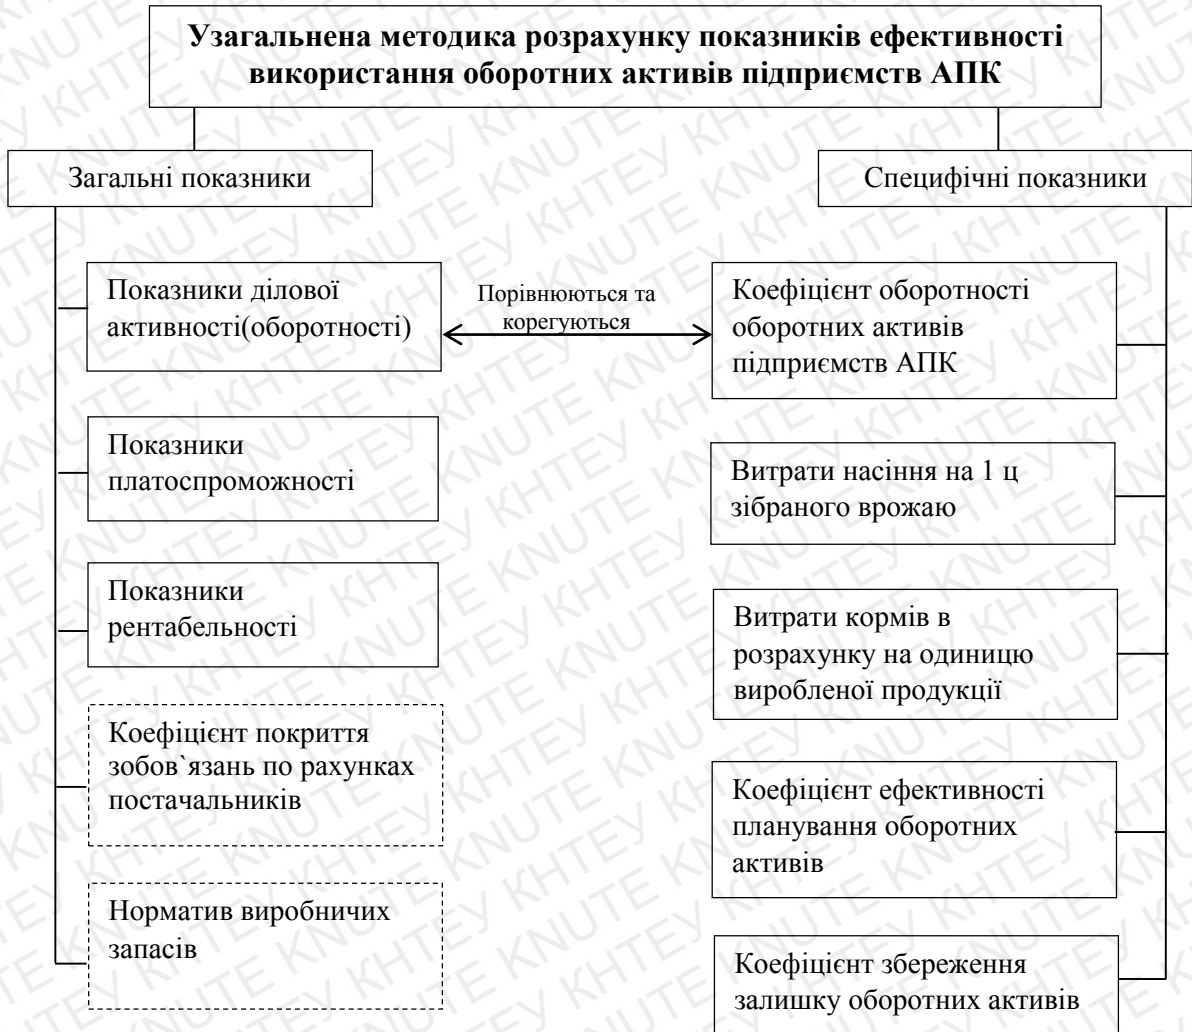 Узагальнена методика розрахунку показників ефективності
використання оборотних активів підприємств АПК
Загальні показники
Специфічні показники
Показники ділової
активності(оборотності)
Порівнюються та
корегуються
Коефіцієнт оборотності
оборотних активів
підприємств АПК
Показники
платоспроможності
Витрати насіння на 1 ц
зібраного врожаю
Показники
рентабельності
Витрати кормів в
розрахунку на одиницю
виробленої продукції
Коефіцієнт покриття
зобов`язань по рахунках
постачальників
Коефіцієнт ефективності
планування оборотних
активів
Норматив виробничих
запасів
Коефіцієнт збереження
залишку оборотних активів